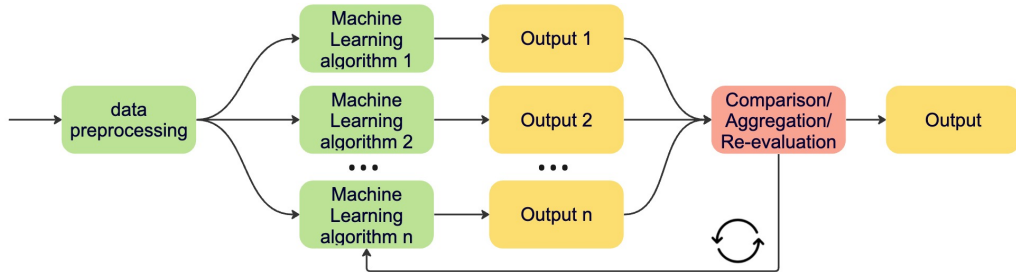 data
preprocessing
Machine
Learning
algorithm 1
Output 1
Machine
Learning
algorithm 2
Output 2
•••
•••
Machine
Learning
algorithm n
Output n
Comparison/
Aggregation/
Re-evaluation
Output